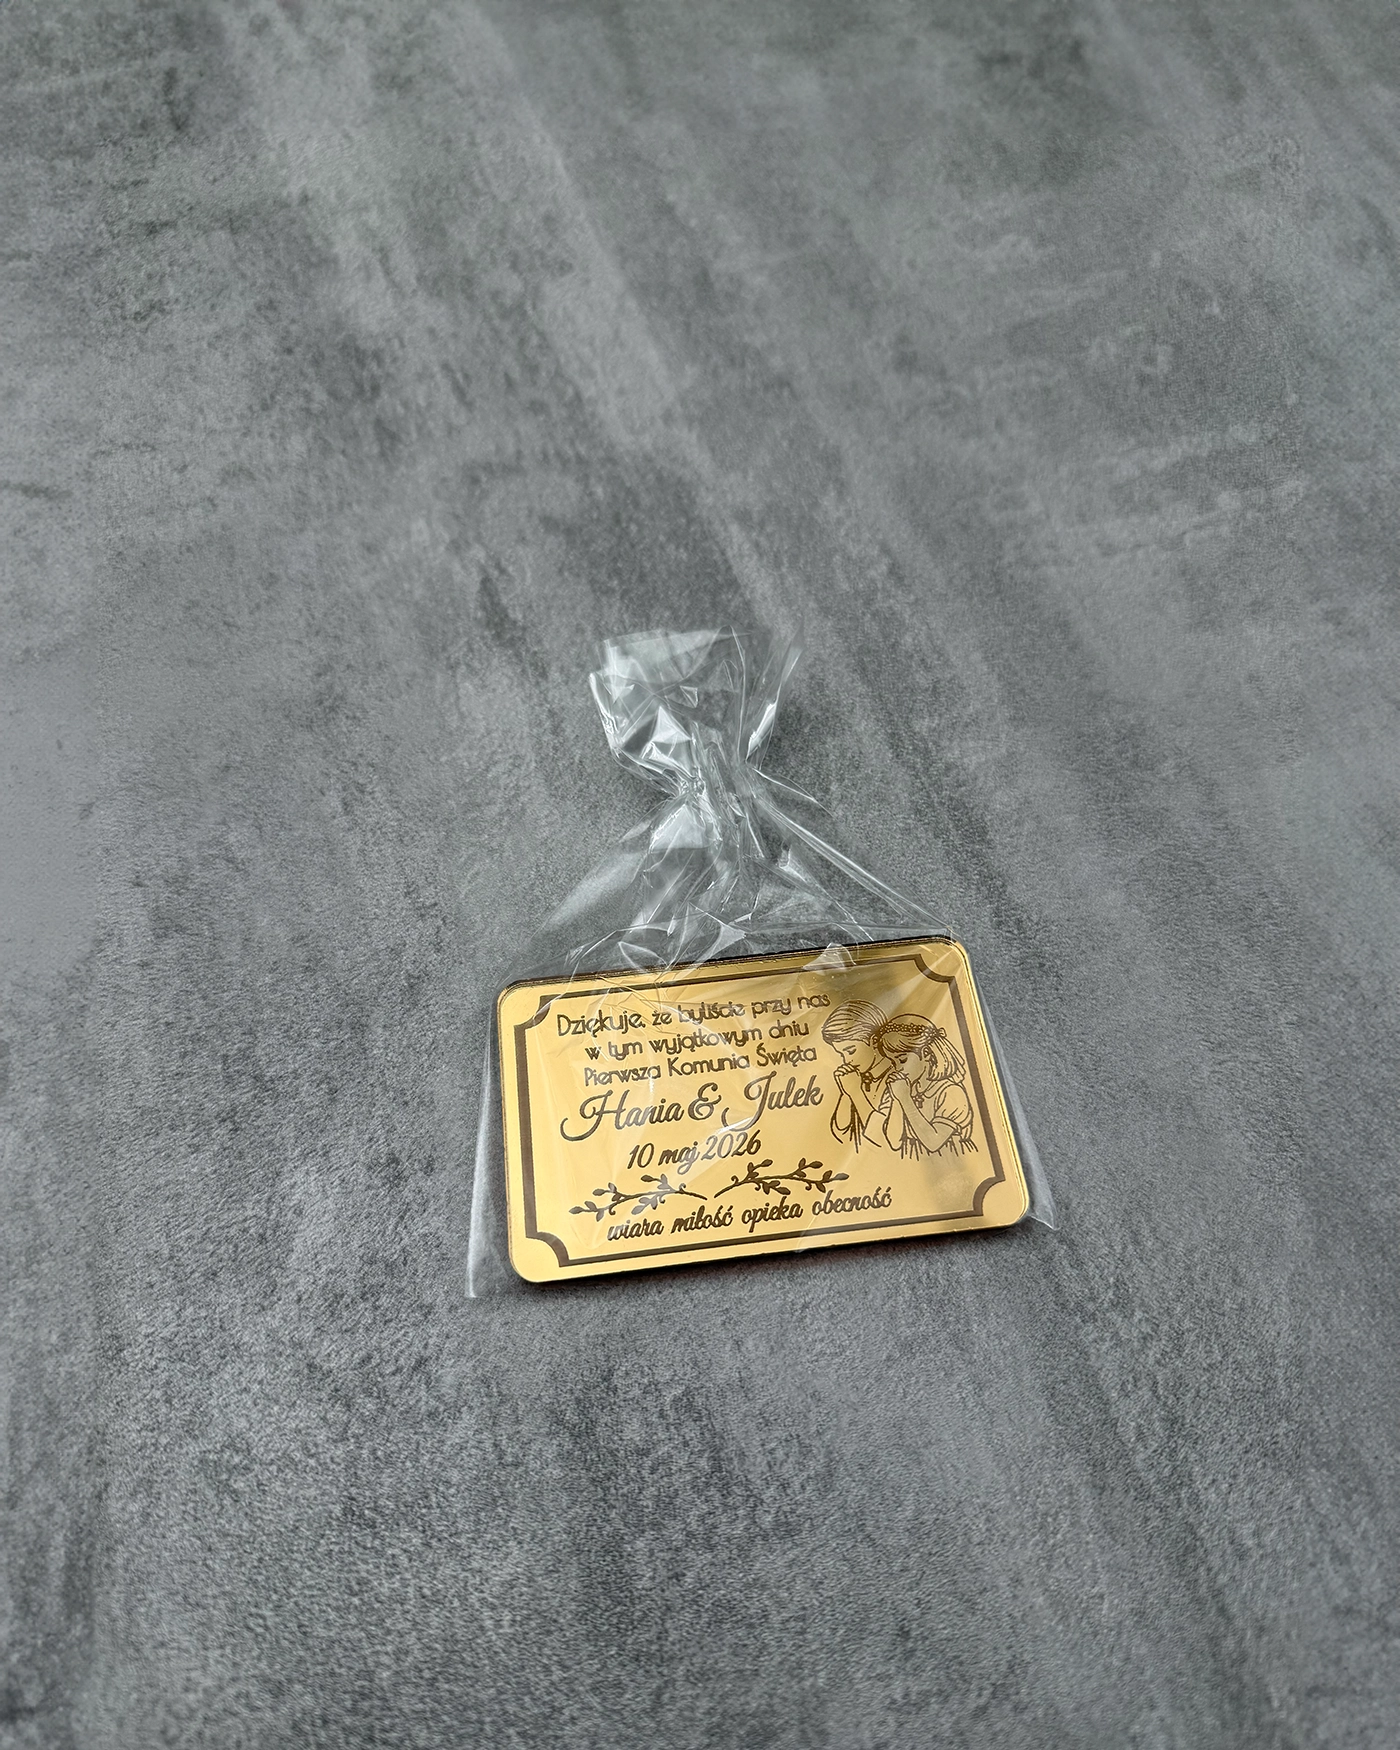 Dziękuje, że byliście przy nas
w tym wyjątkowym dniu
Pierwsza Komunia Święta
Hania & Julek
10 maj 2026
wiara miłość opieka obecność